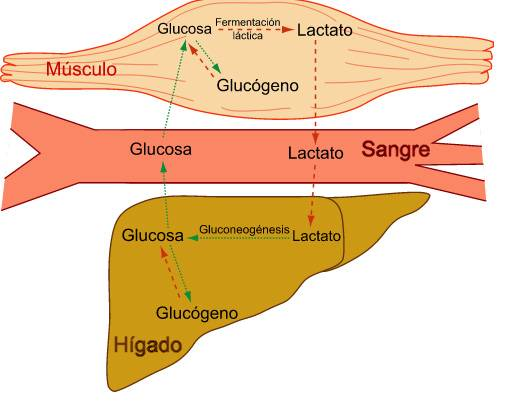 Glucosa
Fermentación
láctica
Lactato
Músculo
Glucógeno
Glucosa
Lactato
Sangre
Glucosa
Gluconeogénesis
Lactato
Glucógeno
Hígado